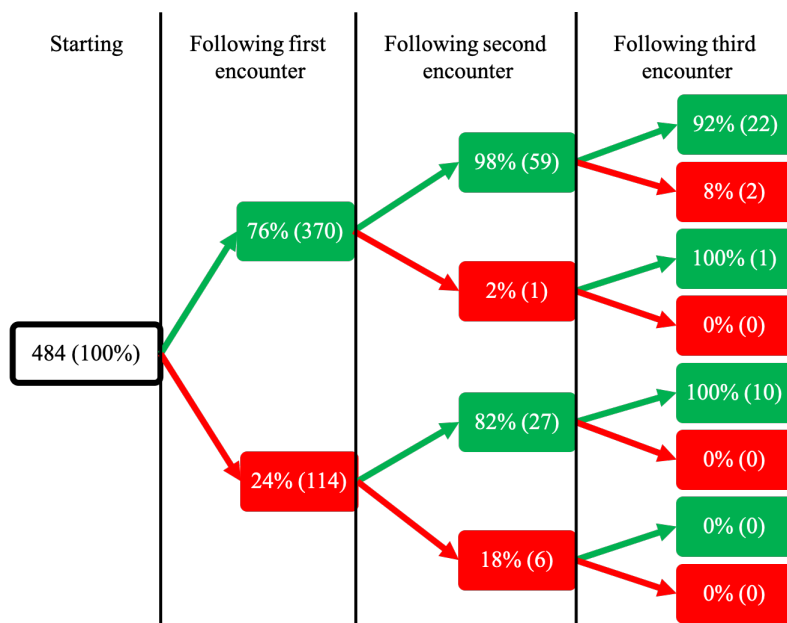 Starting
Following first
encounter
Following second
encounter
Following third
encounter
484 (100%)
76% (370)
24% (114)
98% (59)
2% (1)
82% (27)
18% (6)
92% (22)
8% (2)
100% (1)
0% (0)
100% (10)
0% (0)
0% (0)
0% (0)